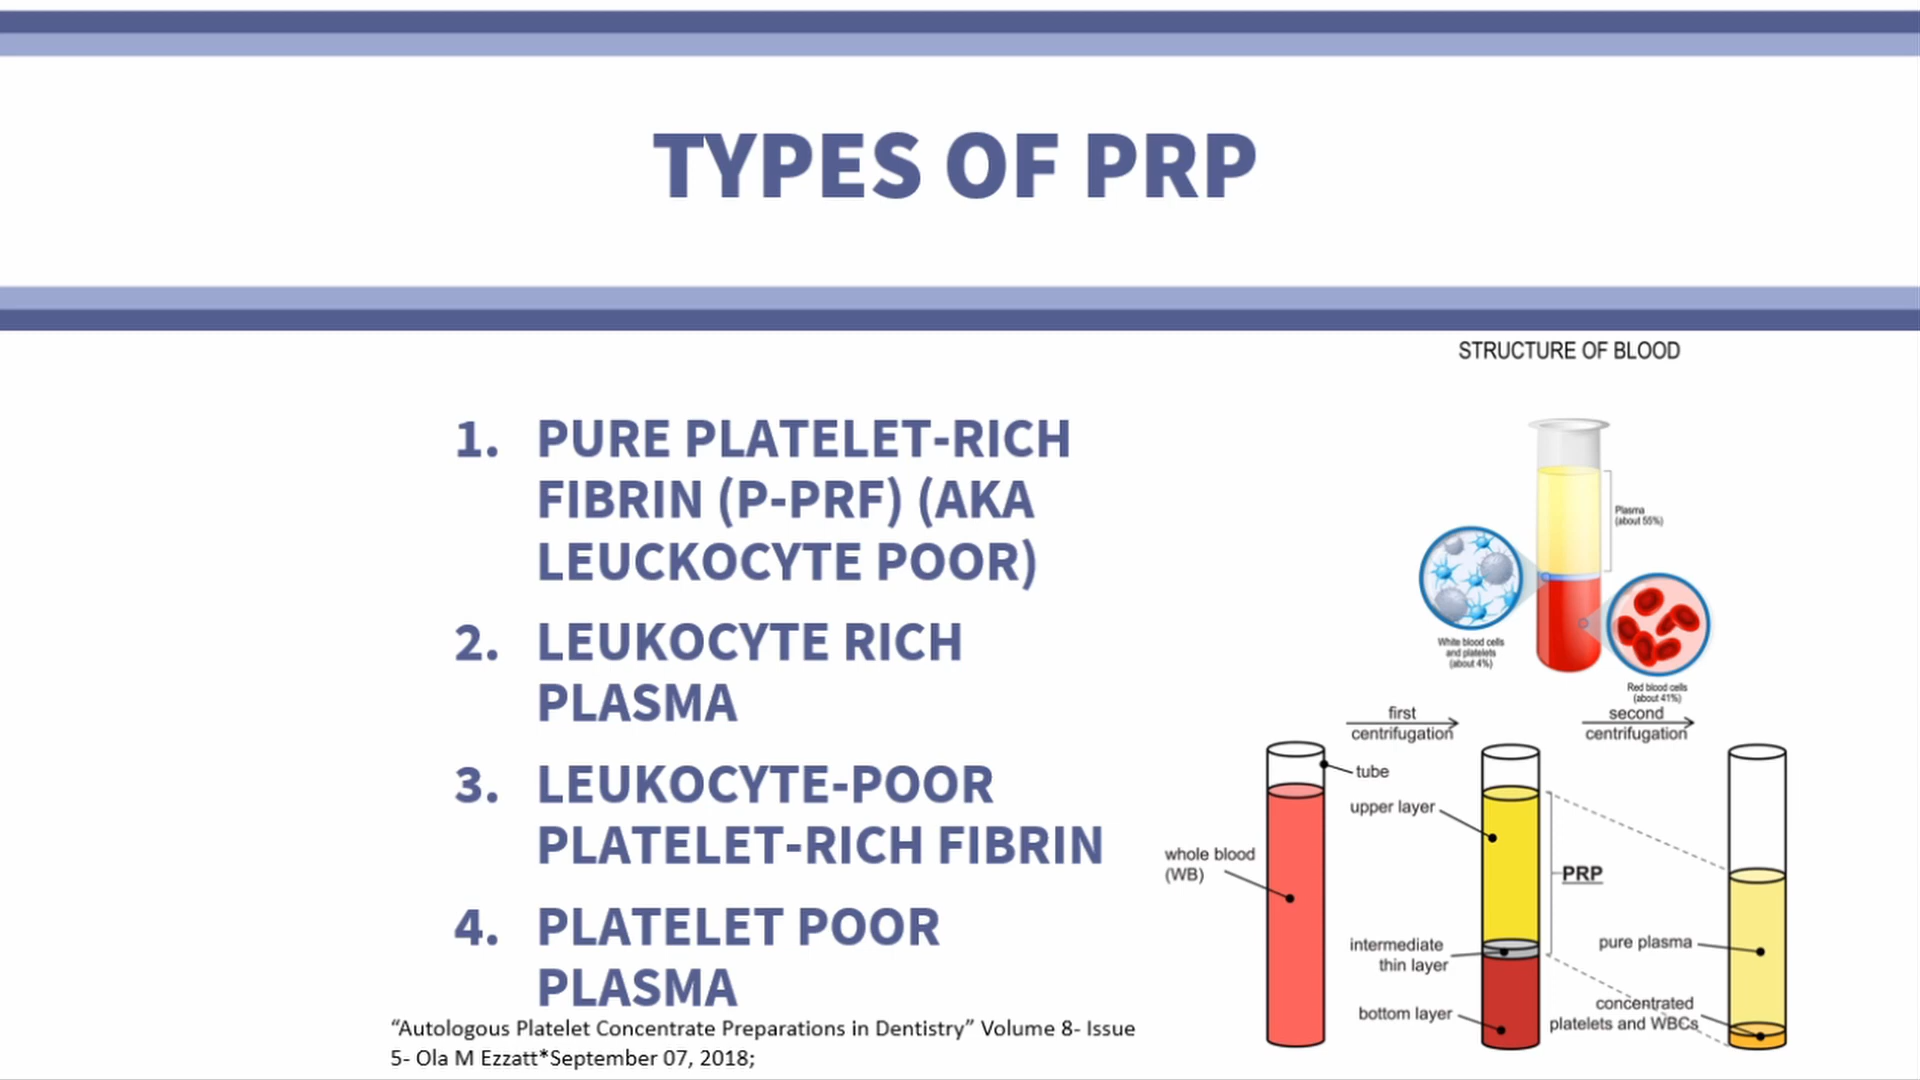 TYPES OF PRP
STRUCTURE OF BLOOD
1. PURE PLATELET-RICH
FIBRIN (P-PRF) (AKA
LEUCKOCYTE POOR)
2. LEUKOCYTE RICH
PLASMA
3. LEUKOCYTE-POOR
PLATELET-RICH FIBRIN
4. PLATELET POOR
PLASMA
“Autologous Platelet Concentrate Preparations in Dentistry” Volume 8- Issue
5- Ola M Ezzatt*September 07, 2018;
Plasma
(about 55%)
White blood cells
and platelets
(about 4%)
Red blood cells
(about 41%)
first
centrifugation
second
centrifugation
tube
upper layer
whole blood
(WB)
PRP
intermediate
thin layer
bottom layer
pure plasma
concentrated
platelets and WBCs